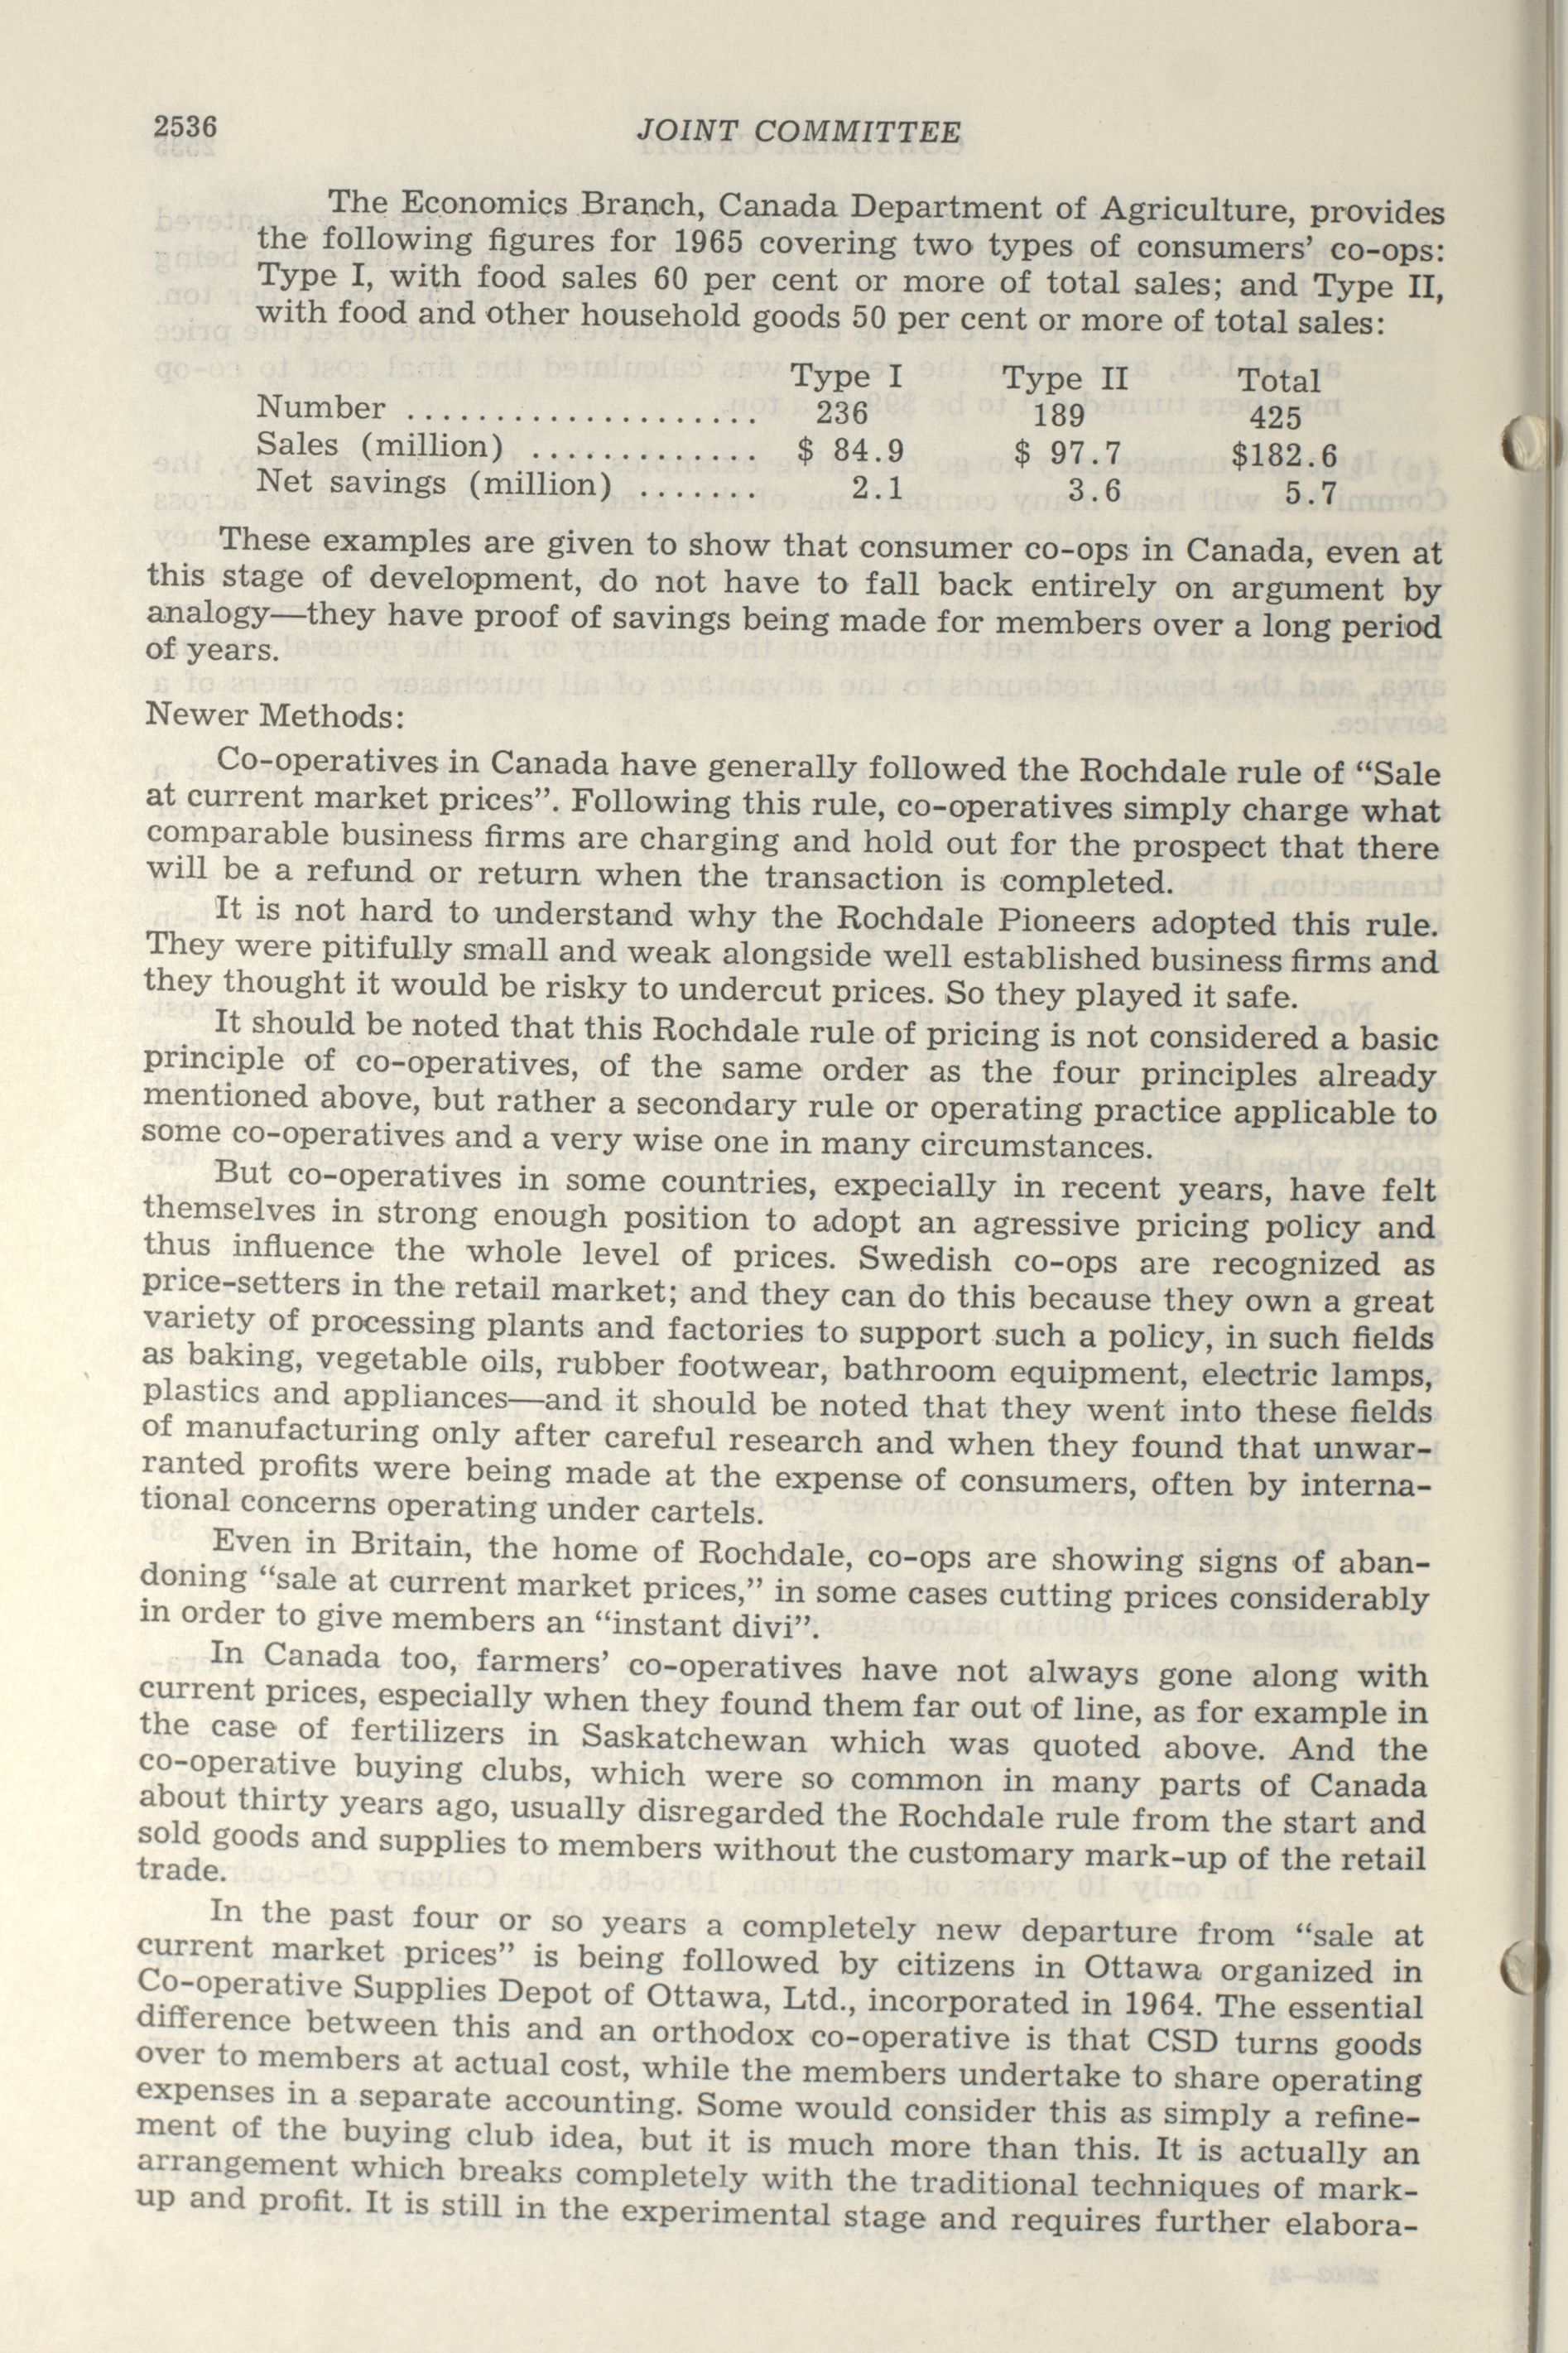 2536
JOINT COMMITTEE
The Economics Branch, Canada Department of Agriculture, provides
the following figures for 1965 covering two types of consumers' co-ops:
Type I, with food sales 60 per cent or more of total sales; and Type II,
with food and other household goods 50 per cent or more of total sales:
Type I Type II Total
Number .................... 236 189 425
Sales (million) ............. $ 84.9 $ 97.7 $182.6
Net savings (million) ....... 2.1 3.6 5.7
These examples are given to show that consumer co-ops in Canada, even at
this stage of development, do not have to fall back entirely on argument by
analogy—they have proof of savings being made for members over a long period
of years.
Newer Methods:
Co-operatives in Canada have generally followed the Rochdale rule of “Sale
at current market prices”. Following this rule, co-operatives simply charge what
comparable business firms are charging and hold out for the prospect that there
will be a refund or return when the transaction is completed.
It is not hard to understand why the Rochdale Pioneers adopted this rule.
They were pitifully small and weak alongside well established business firms and
they thought it would be risky to undercut prices. So they played it safe.
It should be noted that this Rochdale rule of pricing is not considered a basic
principle of co-operatives, of the same order as the four principles already
mentioned above, but rather a secondary rule or operating practice applicable to
some co-operatives and a very wise one in many circumstances.
But co-operatives in some countries, expecially in recent years, have felt
themselves in strong enough position to adopt an agressive pricing policy and
thus influence the whole level of prices. Swedish co-ops are recognized as
price-setters in the retail market; and they can do this because they own a great
variety of processing plants and factories to support such a policy, in such fields
as baking, vegetable oils, rubber footwear, bathroom equipment, electric lamps,
plastics and appliances—and it should be noted that they went into these fields
of manufacturing only after careful research and when they found that unwar-
ranted profits were being made at the expense of consumers, often by interna-
tional concerns operating under cartels.
Even in Britain, the home of Rochdale, co-ops are showing signs of aban-
doning “sale at current market prices,” in some cases cutting prices considerably
in order to give members an “instant divi”.
In Canada too, farmers' co-operatives have not always gone along with
current prices, especially when they found them far out of line, as for example in
the case of fertilizers in Saskatchewan which was quoted above. And the
co-operative buying clubs, which were so common in many parts of Canada
about thirty years ago, usually disregarded the Rochdale rule from the start and
sold goods and supplies to members without the customary mark-up of the retail
trade.
In the past four or so years a completely new departure from “sale at
current market prices” is being followed by citizens in Ottawa organized in
Co-operative Supplies Depot of Ottawa, Ltd., incorporated in 1964. The essential
difference between this and an orthodox co-operative is that CSD turns goods
over to members at actual cost, while the members undertake to share operating
expenses in a separate accounting. Some would consider this as simply a refine-
ment of the buying club idea, but it is much more than this. It is actually an
arrangement which breaks completely with the traditional techniques of mark-
up and profit. It is still in the experimental stage and requires further elabora-